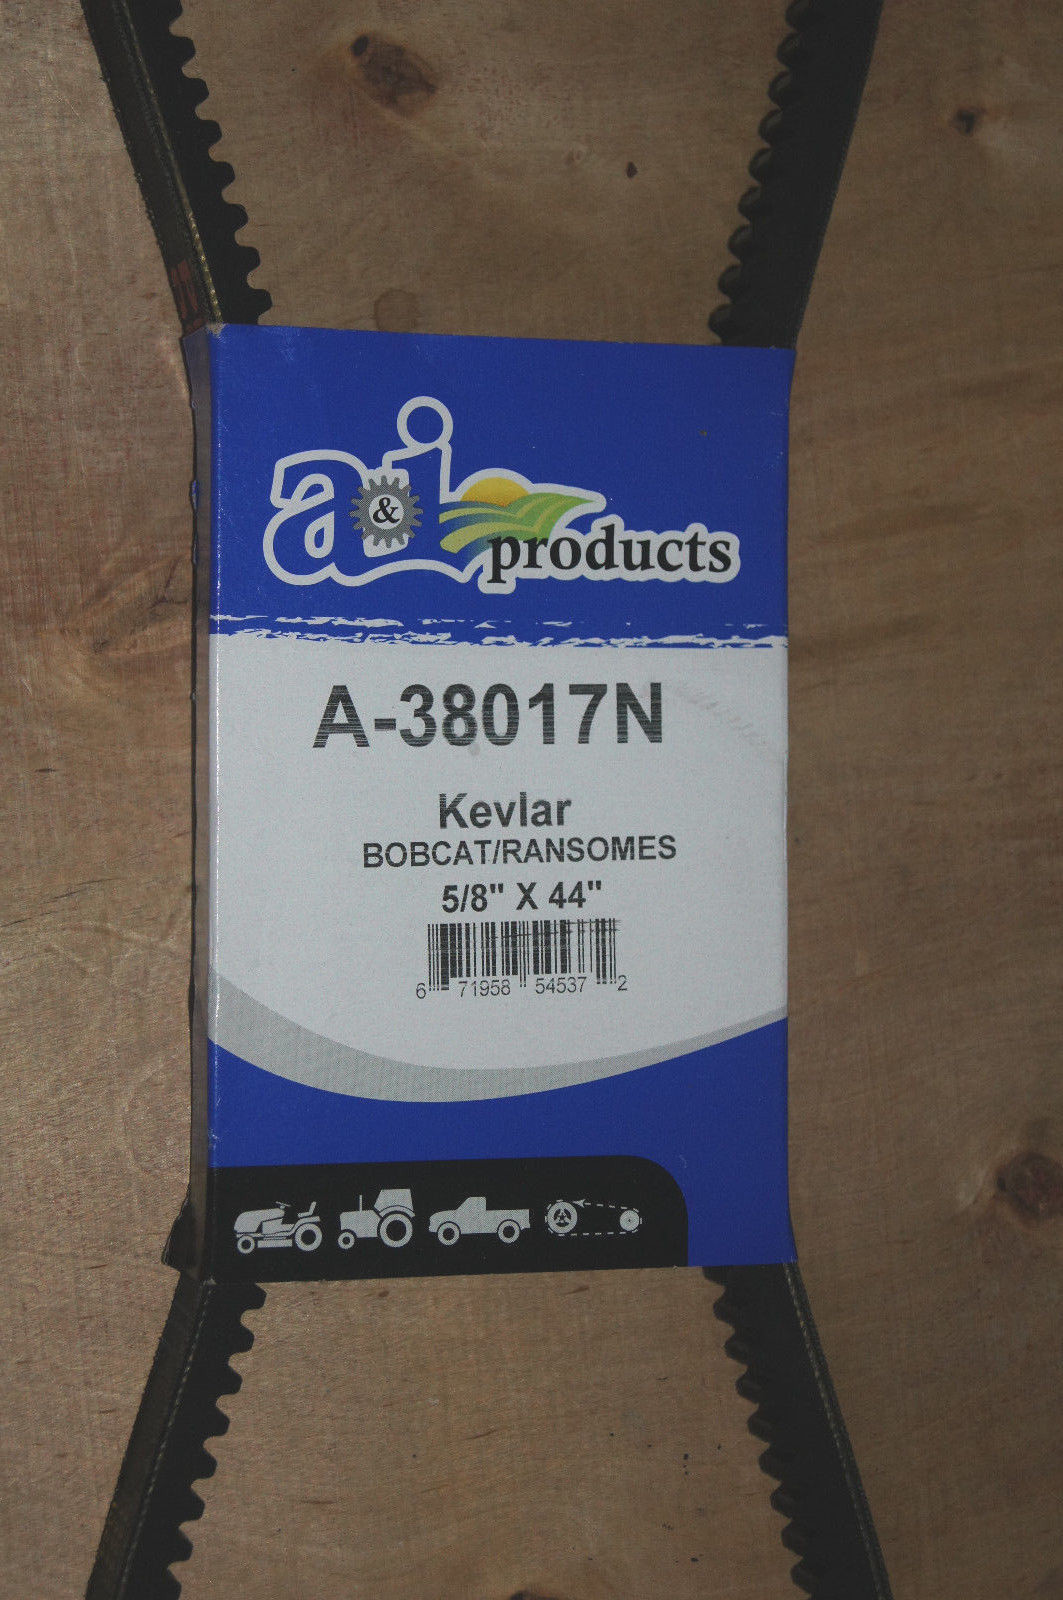 a&i products
A-38017N
Kevlar
BOBCAT/RANSOMES
5/8" X 44"
6 71958 54537 2